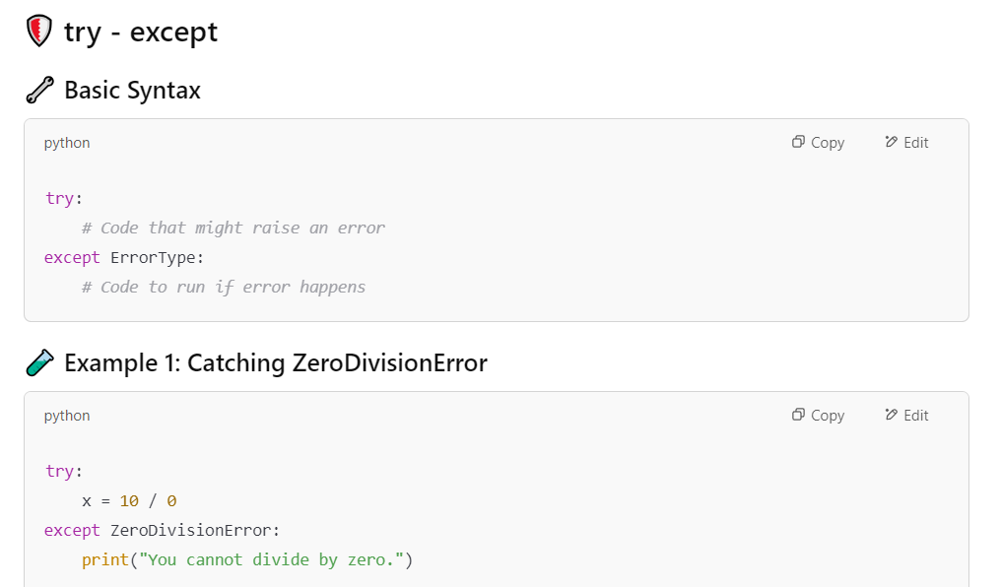 try - except
Basic Syntax
python Copy Edit
try:
    # Code that might raise an error
except ErrorType:
    # Code to run if error happens
Example 1: Catching ZeroDivisionError
python Copy Edit
try:
    x = 10 / 0
except ZeroDivisionError:
    print("You cannot divide by zero.")